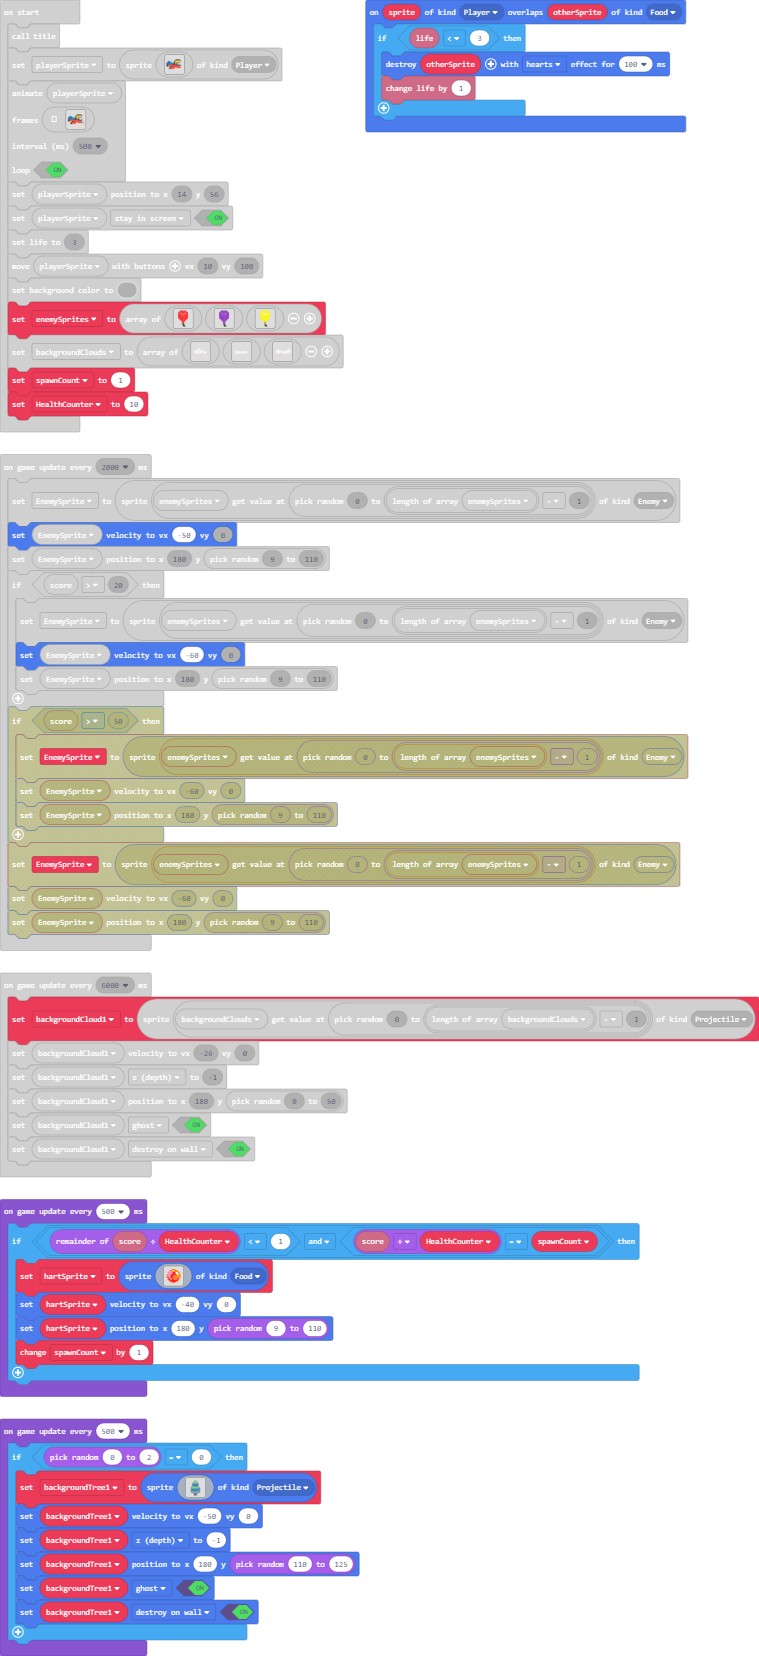 on start
call title
set playerSprite to sprite of kind Player
animate playerSprite
frames
interval (ms) 500
loop ON
set playerSprite position to x 14 y 56
set playerSprite stay in screen ON
set life to 3
move playerSprite with buttons vx 10 vy 100
set background color to
set enemySprites to array of
set backgroundClouds to array of
set spawnCount to 1
set HealthCounter to 10
on sprite of kind Player overlaps otherSprite of kind Food
if life < 3 then
destroy otherSprite with hearts effect for 100 ms
change life by 1
on game update every 2000 ms
set EnemySprite to sprite enemySprites get value at pick random 0 to length of array enemySprites - 1 of kind Enemy
set EnemySprite velocity to vx -50 vy 0
set EnemySprite position to x 180 y pick random 9 to 110
if score > 20 then
set EnemySprite to sprite enemySprites get value at pick random 0 to length of array enemySprites - 1 of kind Enemy
set EnemySprite velocity to vx -60 vy 0
set EnemySprite position to x 180 y pick random 9 to 110
if score > 50 then
set EnemySprite to sprite enemySprites get value at pick random 0 to length of array enemySprites - 1 of kind Enemy
set EnemySprite velocity to vx -60 vy 0
set EnemySprite position to x 180 y pick random 9 to 110
set EnemySprite to sprite enemySprites get value at pick random 0 to length of array enemySprites - 1 of kind Enemy
set EnemySprite velocity to vx -60 vy 0
set EnemySprite position to x 180 y pick random 9 to 110
on game update every 6000 ms
set backgroundCloud1 to sprite backgroundClouds get value at pick random 0 to length of array backgroundClouds - 1 of kind Projectile
set backgroundCloud1 velocity to vx -26 vy 0
set backgroundCloud1 z (depth) to -1
set backgroundCloud1 position to x 180 y pick random 0 to 50
set backgroundCloud1 ghost ON
set backgroundCloud1 destroy on wall ON
on game update every 500 ms
if remainder of score ÷ HealthCounter < 1 and score ÷ HealthCounter = spawnCount then
set hartSprite to sprite of kind Food
set hartSprite velocity to vx -40 vy 0
set hartSprite position to x 180 y pick random 9 to 110
change spawnCount by 1
on game update every 500 ms
if pick random 0 to 2 = 0 then
set backgroundTree1 to sprite of kind Projectile
set backgroundTree1 velocity to vx -50 vy 0
set backgroundTree1 z (depth) to -1
set backgroundTree1 position to x 180 y pick random 110 to 125
set backgroundTree1 ghost ON
set backgroundTree1 destroy on wall ON